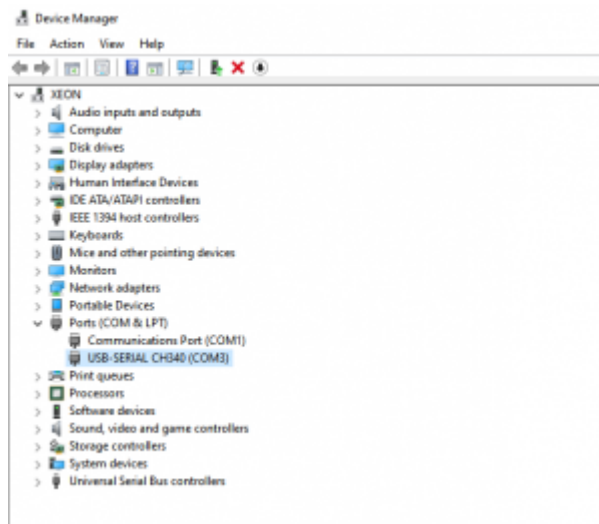 Device Manager
File Action View Help
XEON
Audio inputs and outputs
Computer
Disk drives
Display adapters
Human Interface Devices
IDE ATA/ATAPI controllers
IEEE 1394 host controllers
Keyboards
Mice and other pointing devices
Monitors
Network adapters
Portable Devices
Ports (COM & LPT)
Communications Port (COM1)
USB-SERIAL CH340 (COM3)
Print queues
Processors
Software devices
Sound, video and game controllers
Storage controllers
System devices
Universal Serial Bus controllers